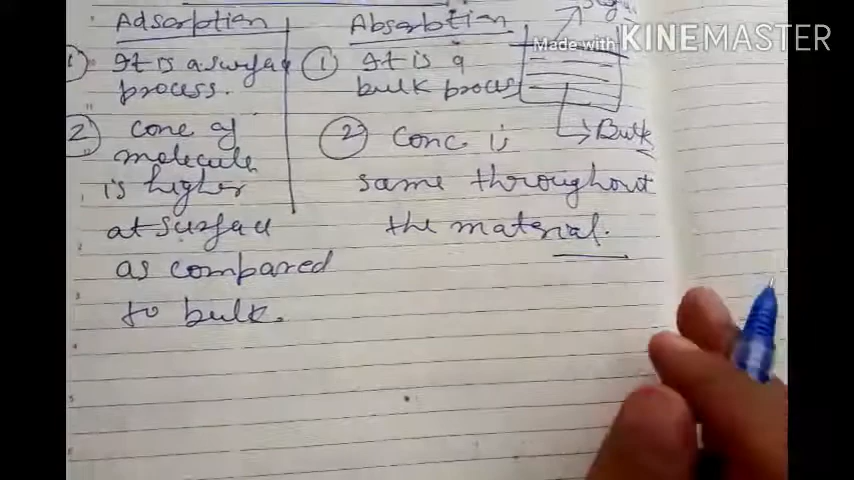 Adsorption
1) It is a surface
process.
2) conc of
molecule
is higher
at surface
as compared
to bulk.
Absorbtion
1) It is a
bulk process
2) Conc. is
same throughout
the material.
Bulk
Made with KINEMASTER